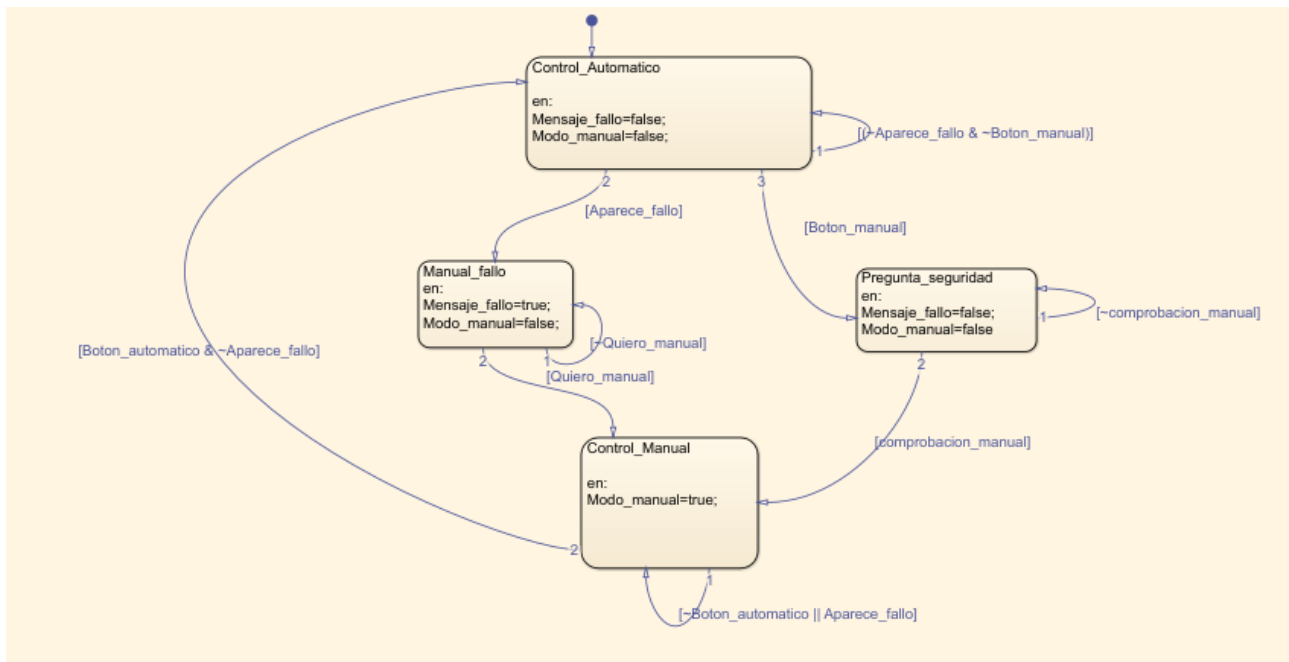 Control_Automatico
en:
Mensaje_fallo=false;
Modo_manual=false;
[(~Aparece_fallo & ~Boton_manual)]
1
2
3
[Aparece_fallo]
[Boton_manual]
Manual_fallo
en:
Mensaje_fallo=true;
Modo_manual=false;
Pregunta_seguridad
en:
Mensaje_fallo=false;
Modo_manual=false
1
[~comprobacion_manual]
[~Quiero_manual]
[Boton_automatico & ~Aparece_fallo]
2
1
2
[Quiero_manual]
[comprobacion_manual]
Control_Manual
en:
Modo_manual=true;
2
1
[~Boton_automatico || Aparece_fallo]